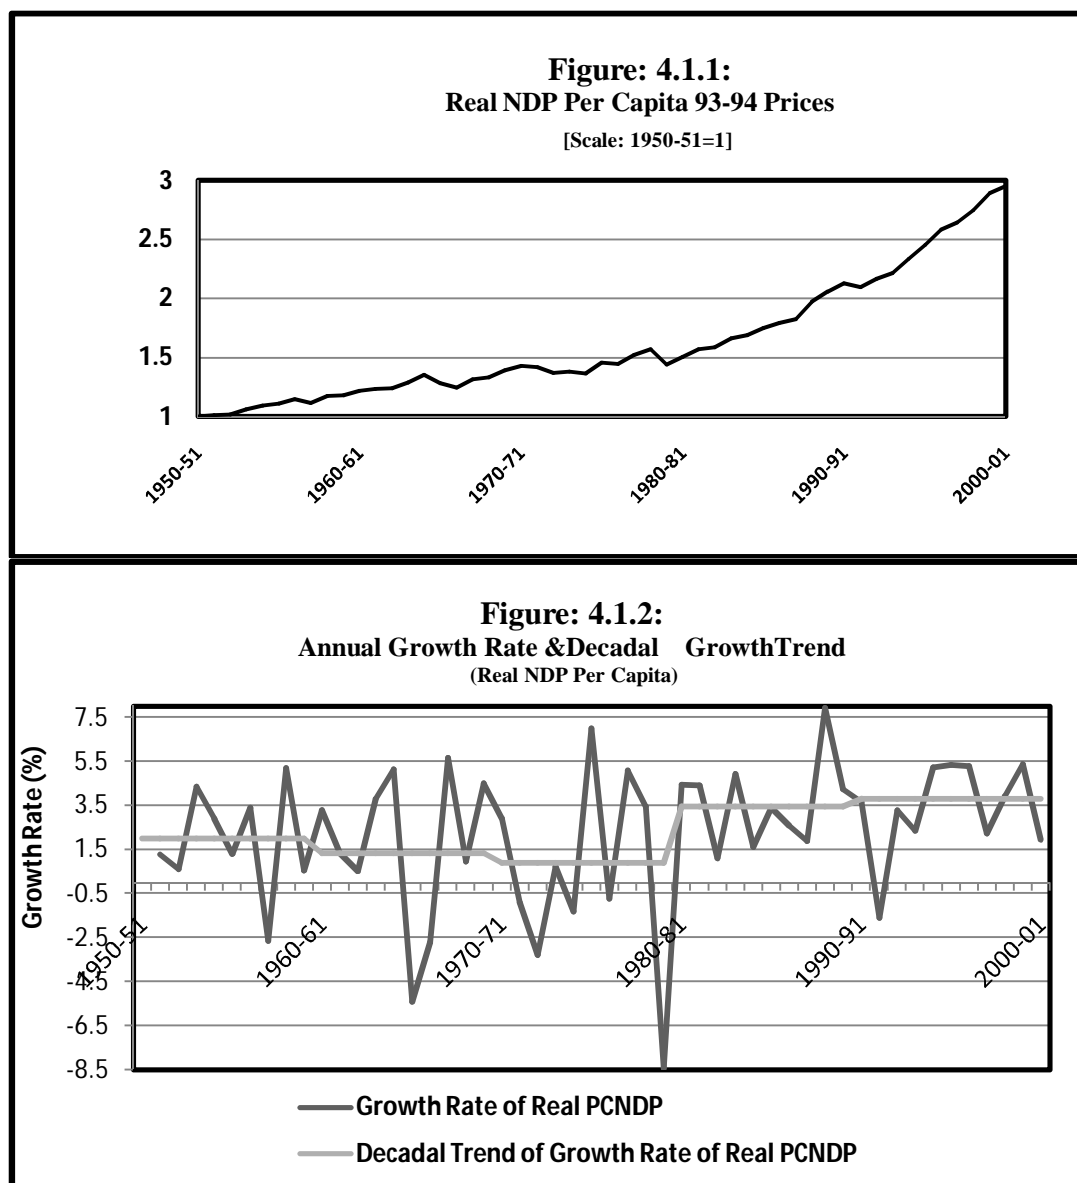 Figure: 4.1.1:
Real NDP Per Capita 93-94 Prices
[Scale: 1950-51=1]
3
2.5
2
1.5
1
1950-51
1960-61
1970-71
1980-81
1990-91
2000-01
Figure: 4.1.2:
Annual Growth Rate &Decadal GrowthTrend
(Real NDP Per Capita)
Growth Rate (%)
7.5
5.5
3.5
1.5
-0.5
-2.5
-4.5
-6.5
-8.5
1950-51
1960-61
1970-71
1980-81
1990-91
2000-01
Growth Rate of Real PCNDP
Decadal Trend of Growth Rate of Real PCNDP